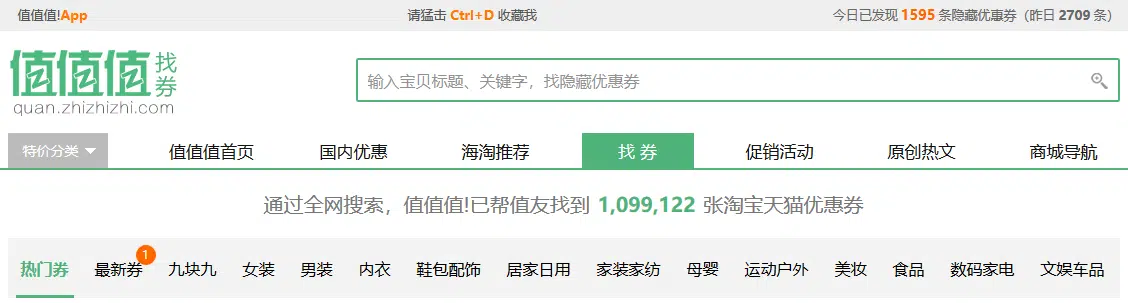 值值值!App 请猛击 Ctrl+D 收藏我 今日已发现 1595 条隐藏优惠券（昨日 2709 条）
值值值 找券
quan.zhizhizhi.com
输入宝贝标题、关键字，找隐藏优惠券
特价分类 值值值首页 国内优惠 海淘推荐 找 券 促销活动 原创热文 商城导航
通过全网搜索，值值值!已帮值友找到 1,099,122 张淘宝天猫优惠券
热门券 最新券 1 九块九 女装 男装 内衣 鞋包配饰 居家日用 家装家纺 母婴 运动户外 美妆 食品 数码家电 文娱车品